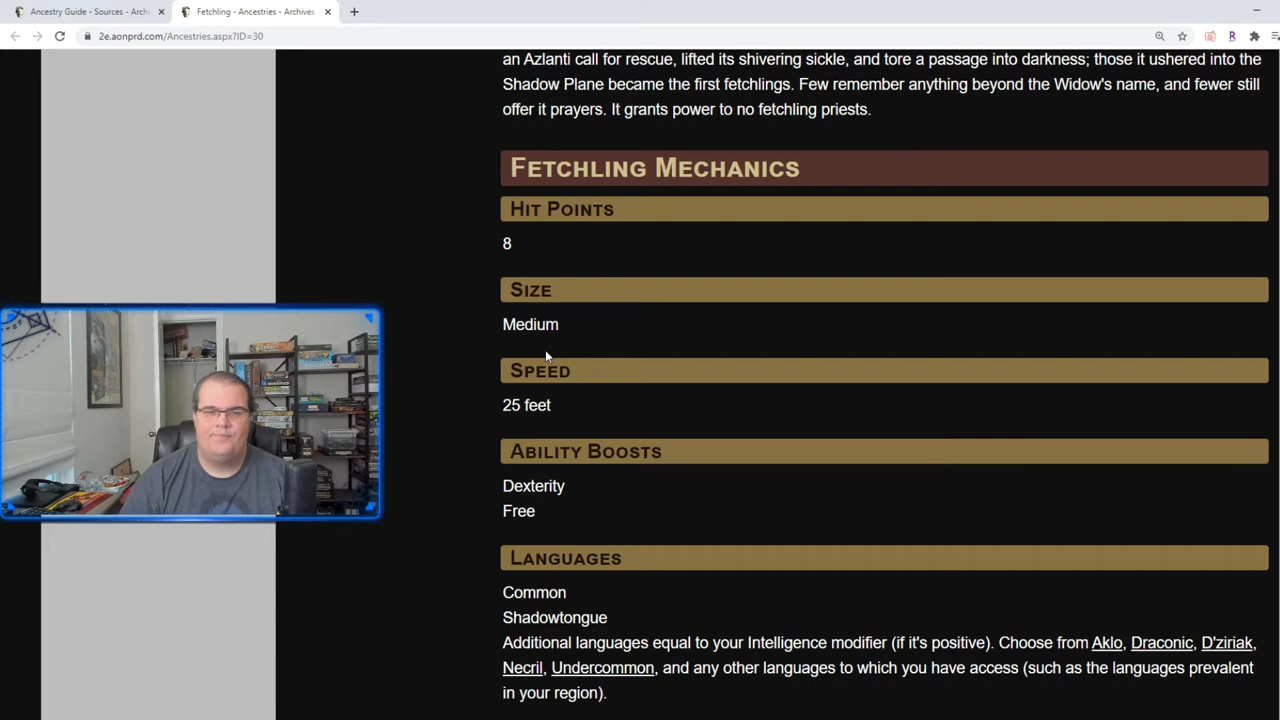 Ancestry Guide - Sources - Archi
Fetchling - Ancestries - Archives
2e.aonprd.com/Ancestries.aspx?ID=30
an Azlanti call for rescue, lifted its shivering sickle, and tore a passage into darkness; those it ushered into the
Shadow Plane became the first fetchlings. Few remember anything beyond the Widow's name, and fewer still
offer it prayers. It grants power to no fetchling priests.
Fetchling Mechanics
Hit Points
8
Size
Medium
Speed
25 feet
Ability Boosts
Dexterity
Free
Languages
Common
Shadowtongue
Additional languages equal to your Intelligence modifier (if it's positive). Choose from Aklo, Draconic, D'ziriak,
Necril, Undercommon, and any other languages to which you have access (such as the languages prevalent
in your region).